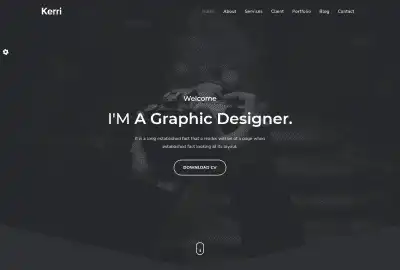 Kerri
Home About Services Client Portfolio Blog Contact
Welcome
I'M A Graphic Designer.
It is a long established fact that a reader will be of a page when
established fact looking at its layout.
DOWNLOAD CV